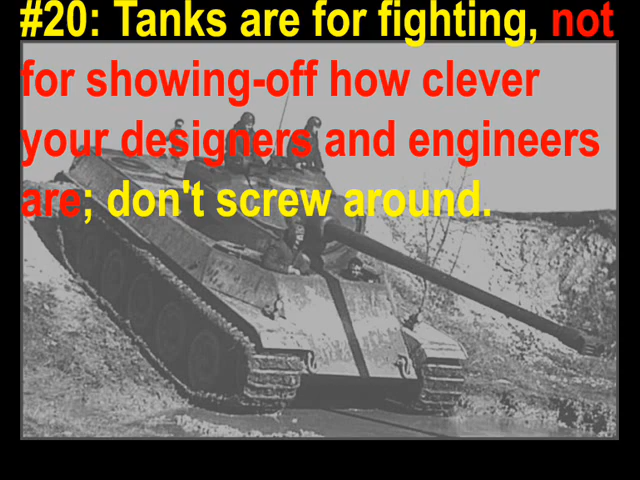 #20: Tanks are for fighting, not
for showing-off how clever
your designers and engineers
are; don't screw around.